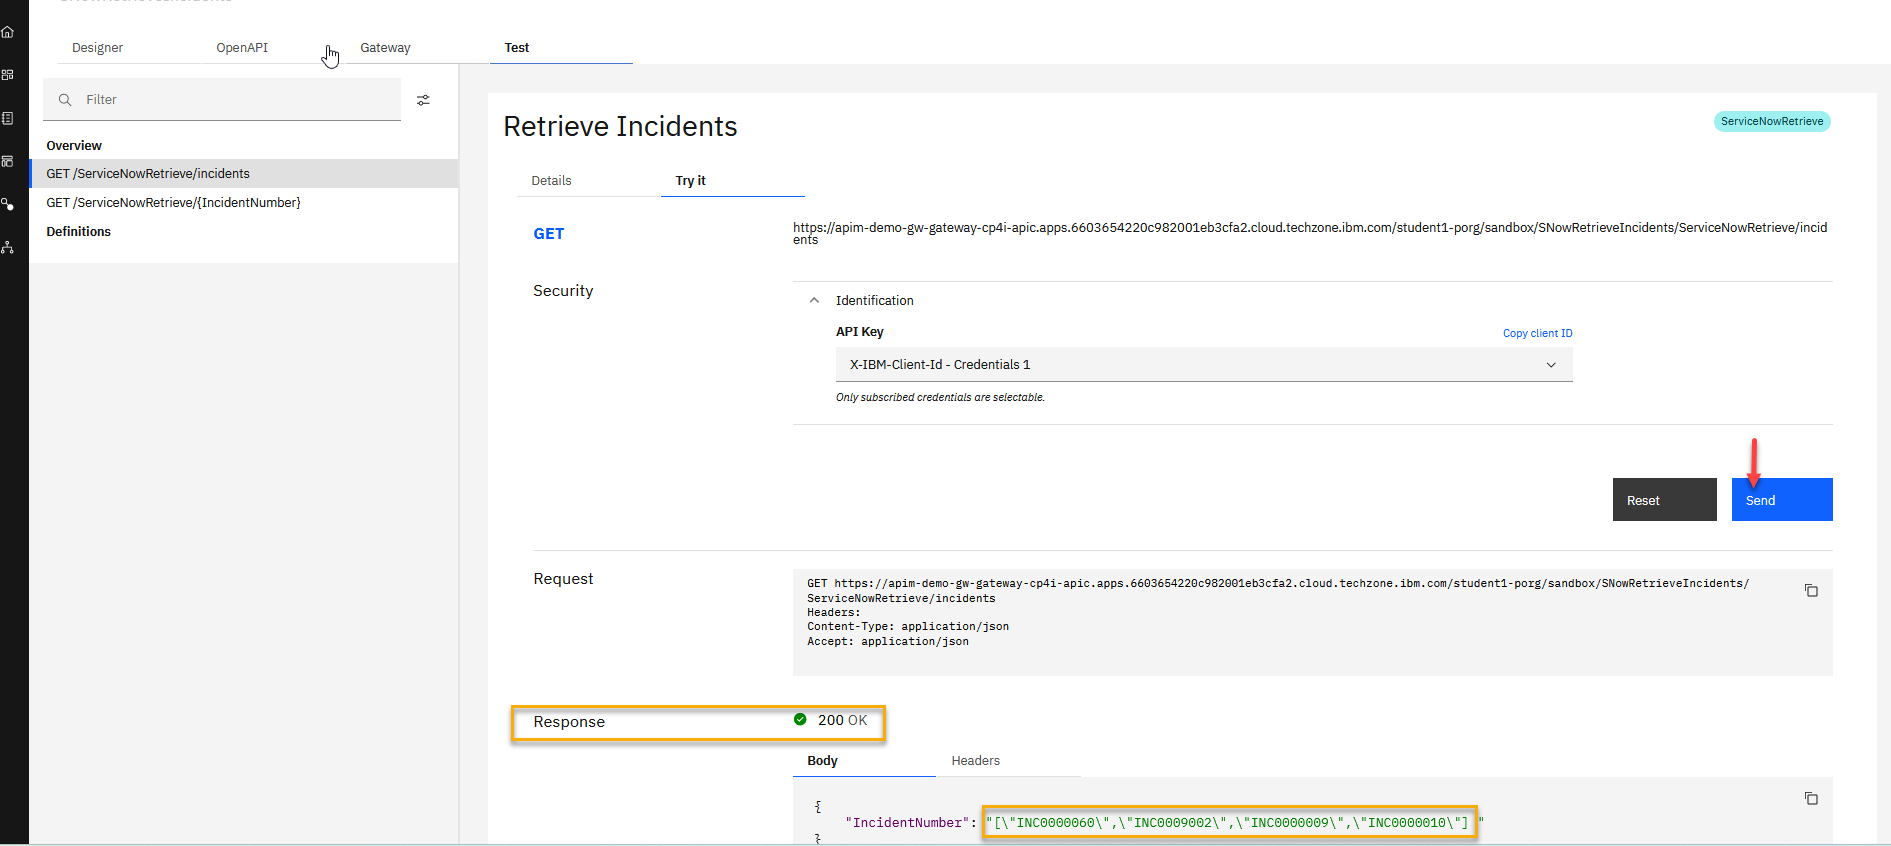 Designer
OpenAPI
Gateway
Test
Filter
Overview
GET /ServiceNowRetrieve/incidents
GET /ServiceNowRetrieve/{IncidentNumber}
Definitions
Retrieve Incidents
ServiceNowRetrieve
Details
Try it
GET
https://apim-demo-gw-gateway-cp4i-apic.apps.6603654220c982001eb3cfa2.cloud.techzone.ibm.com/student1-porg/sandbox/SNowRetrieveIncidents/ServiceNowRetrieve/incid
ents
Security
Identification
API Key
Copy client ID
X-IBM-Client-Id - Credentials 1
Only subscribed credentials are selectable.
Reset
Send
Request
GET https://apim-demo-gw-gateway-cp4i-apic.apps.6603654220c982001eb3cfa2.cloud.techzone.ibm.com/student1-porg/sandbox/SNowRetrieveIncidents/
ServiceNowRetrieve/incidents
Headers:
Content-Type: application/json
Accept: application/json
Response
200 OK
Body
Headers
{
"IncidentNumber": "[\"INC0000060\",\"INC0009002\",\"INC0000009\",\"INC0000010\"] "
}